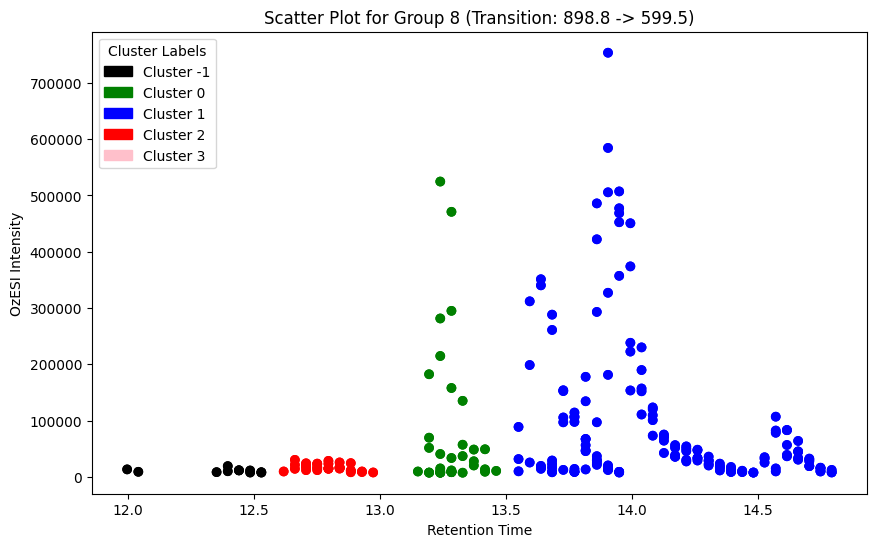 Scatter Plot for Group 8 (Transition: 898.8 -> 599.5)
Cluster Labels
Cluster -1
Cluster 0
Cluster 1
Cluster 2
Cluster 3
OzESI Intensity
700000
600000
500000
400000
300000
200000
100000
0
12.0 12.5 13.0 13.5 14.0 14.5
Retention Time